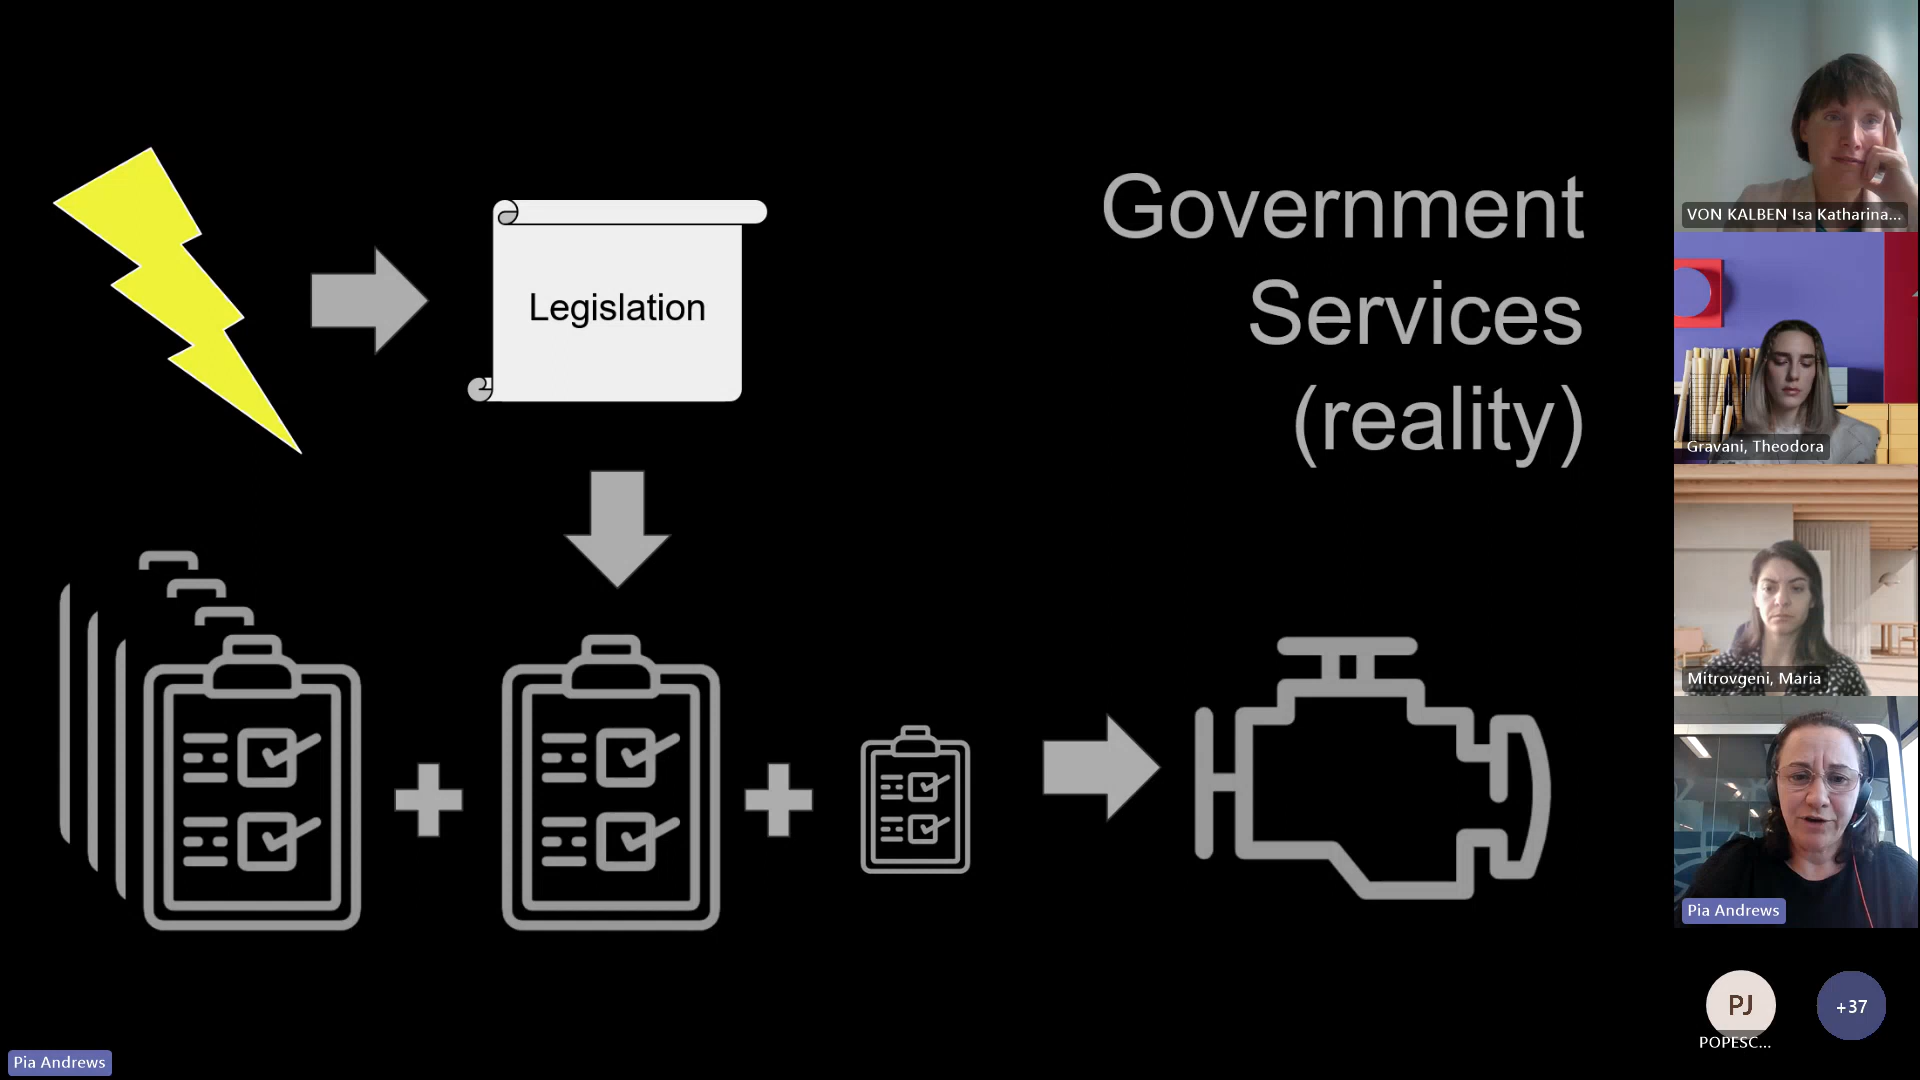 Government
Services
(reality)
Legislation
VON KALBEN Isa Katharina...
Gravani, Theodora
Mitrovgeni, Maria
Pia Andrews
PJ
+37
POPESC...
Pia Andrews